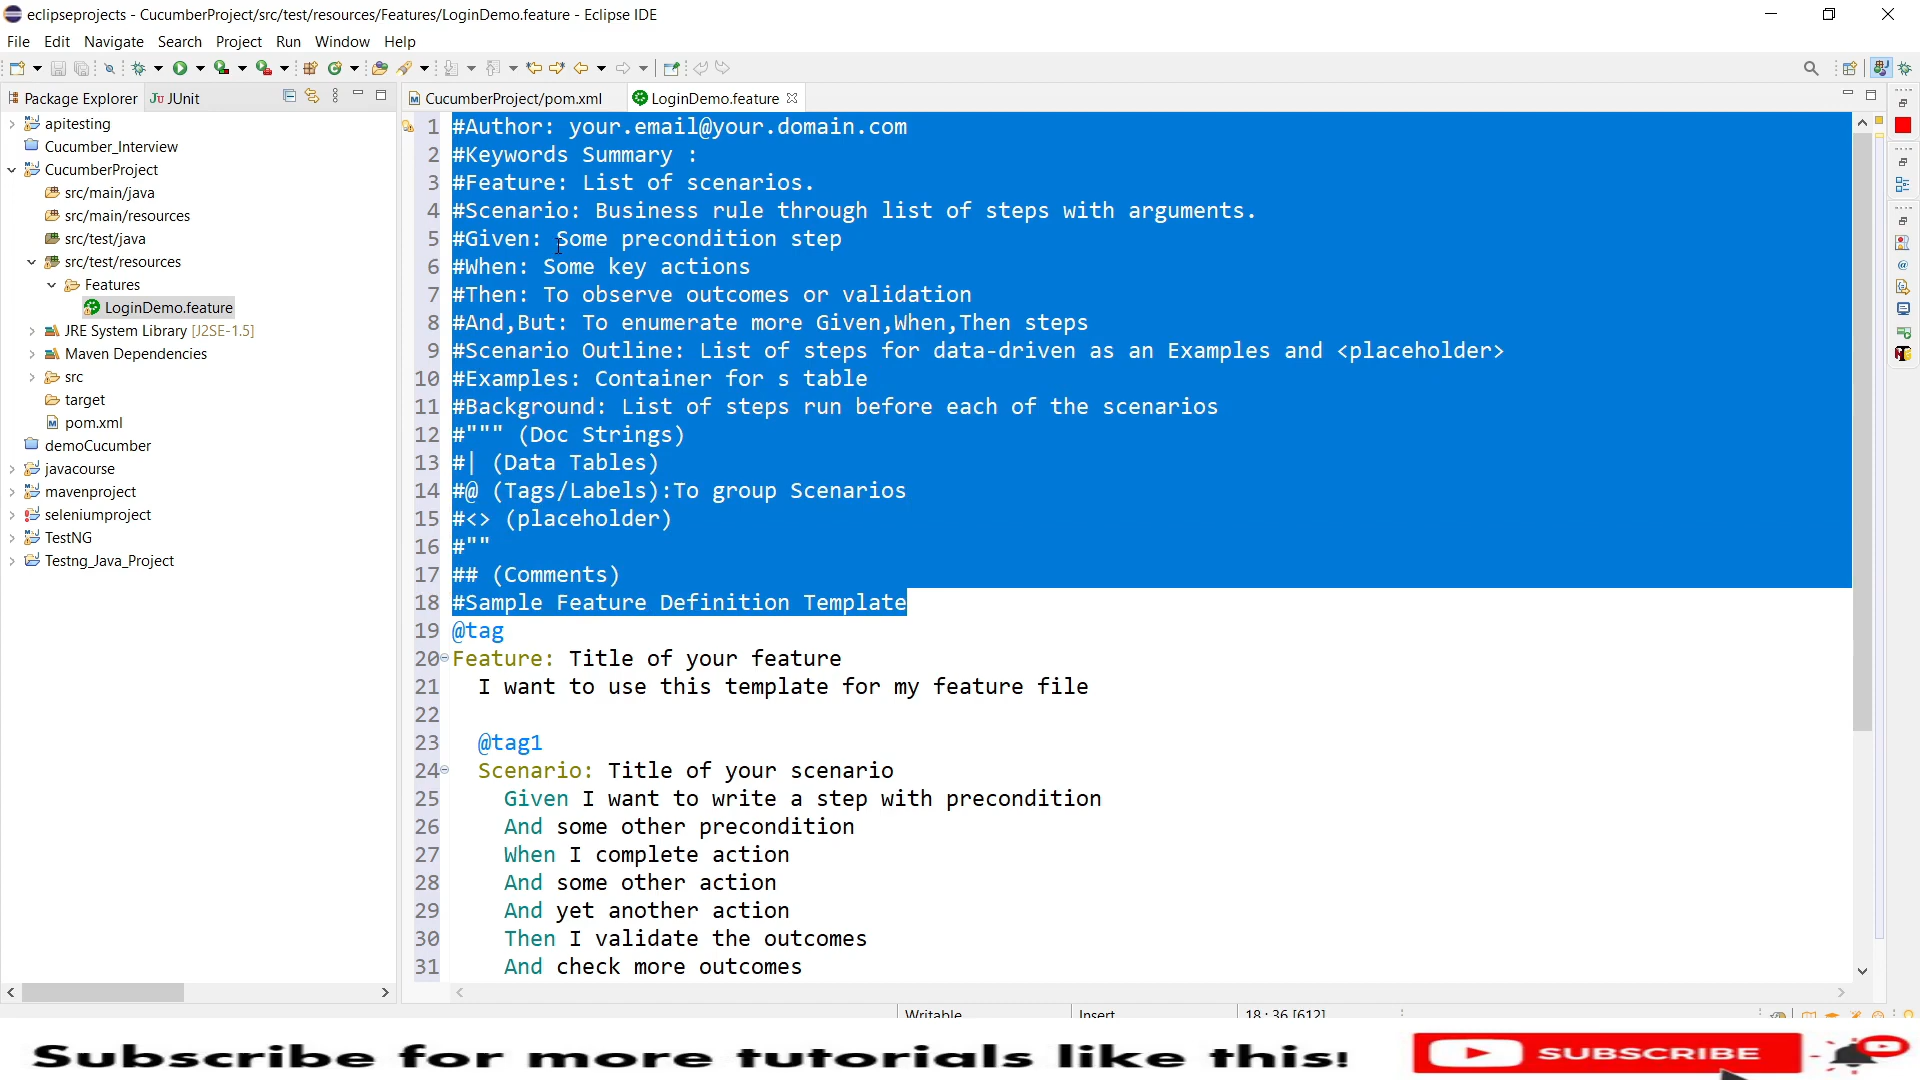 eclipseprojects - CucumberProject/src/test/resources/Features/LoginDemo.feature - Eclipse IDE
File Edit Navigate Search Project Run Window Help
Package Explorer
JUnit
apitesting
Cucumber_Interview
CucumberProject
src/main/java
src/main/resources
src/test/java
src/test/resources
Features
LoginDemo.feature
JRE System Library [J2SE-1.5]
Maven Dependencies
src
target
pom.xml
demoCucumber
javacourse
mavenproject
seleniumproject
TestNG
Testng_Java_Project
CucumberProject/pom.xml
LoginDemo.feature
1 #Author: your.email@your.domain.com
2 #Keywords Summary :
3 #Feature: List of scenarios.
4 #Scenario: Business rule through list of steps with arguments.
5 #Given: Some precondition step
6 #When: Some key actions
7 #Then: To observe outcomes or validation
8 #And,But: To enumerate more Given,When,Then steps
9 #Scenario Outline: List of steps for data-driven as an Examples and <placeholder>
10 #Examples: Container for s table
11 #Background: List of steps run before each of the scenarios
12 #""" (Doc Strings)
13 #| (Data Tables)
14 #@ (Tags/Labels):To group Scenarios
15 #<> (placeholder)
16 #""
17 ## (Comments)
18 #Sample Feature Definition Template
19 @tag
20 Feature: Title of your feature
21 I want to use this template for my feature file
22
23 @tag1
24 Scenario: Title of your scenario
25 Given I want to write a step with precondition
26 And some other precondition
27 When I complete action
28 And some other action
29 And yet another action
30 Then I validate the outcomes
31 And check more outcomes
Writable
Insert
18 : 36 [612]
Subscribe for more tutorials like this!
SUBSCRIBE